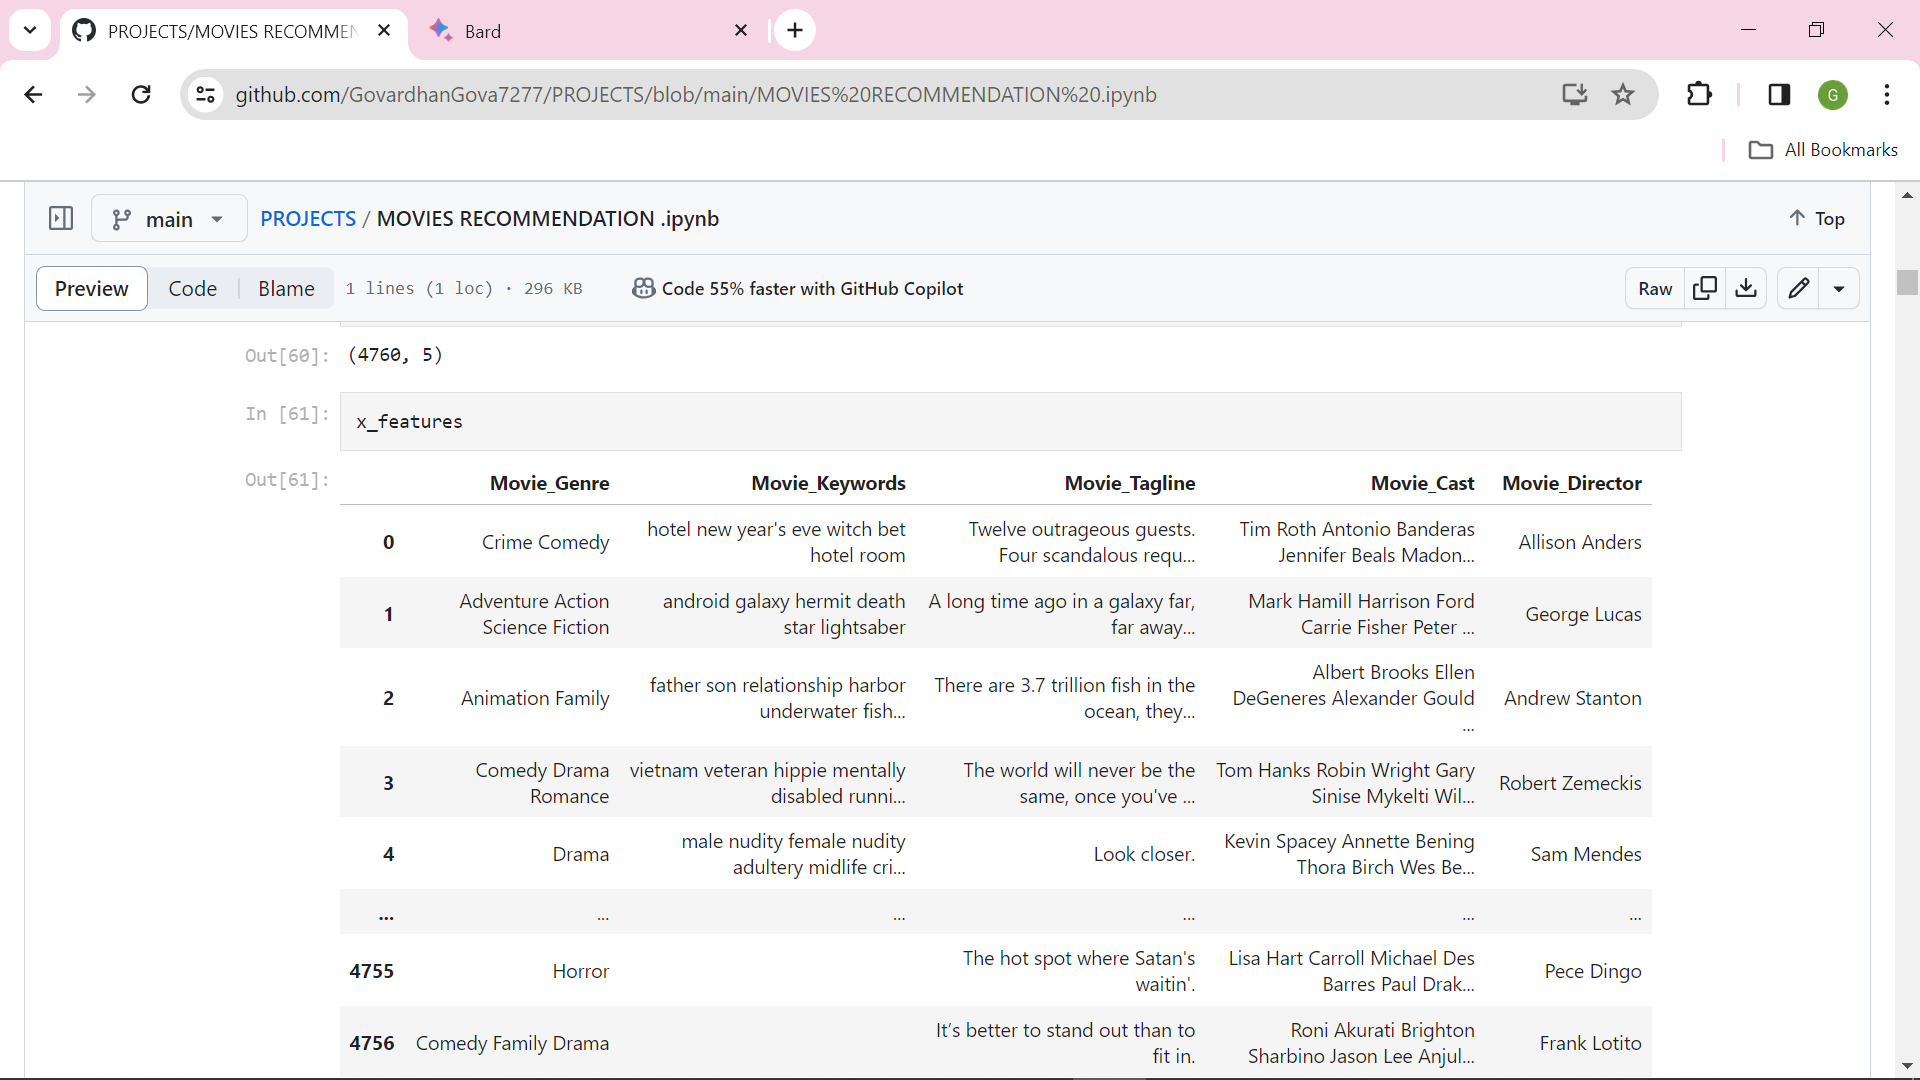 PROJECTS/MOVIES RECOMMEN
Bard
github.com/GovardhanGova7277/PROJECTS/blob/main/MOVIES%20RECOMMENDATION%20.ipynb
G
All Bookmarks
main
PROJECTS / MOVIES RECOMMENDATION .ipynb
Top
Preview Code Blame 1 lines (1 loc) · 296 KB Code 55% faster with GitHub Copilot Raw
Out[60]: (4760, 5)
In [61]: x_features
Out[61]:
Movie_Genre Movie_Keywords Movie_Tagline Movie_Cast Movie_Director
0 Crime Comedy hotel new year's eve witch bet hotel room Twelve outrageous guests. Four scandalous requ... Tim Roth Antonio Banderas Jennifer Beals Madon... Allison Anders
1 Adventure Action Science Fiction android galaxy hermit death star lightsaber A long time ago in a galaxy far, far away... Mark Hamill Harrison Ford Carrie Fisher Peter ... George Lucas
2 Animation Family father son relationship harbor underwater fish... There are 3.7 trillion fish in the ocean, they... Albert Brooks Ellen DeGeneres Alexander Gould ... Andrew Stanton
3 Comedy Drama Romance vietnam veteran hippie mentally disabled runni... The world will never be the same, once you've ... Tom Hanks Robin Wright Gary Sinise Mykelti Wil... Robert Zemeckis
4 Drama male nudity female nudity adultery midlife cri... Look closer. Kevin Spacey Annette Bening Thora Birch Wes Be... Sam Mendes
... ... ... ... ... ...
4755 Horror The hot spot where Satan's waitin'. Lisa Hart Carroll Michael Des Barres Paul Drak... Pece Dingo
4756 Comedy Family Drama It’s better to stand out than to fit in. Roni Akurati Brighton Sharbino Jason Lee Anjul... Frank Lotito